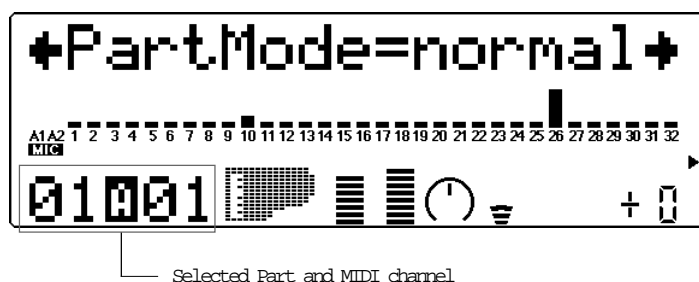 PartMode=normal
A1 A2 1 2 3 4 5 6 7 8 9 10 11 12 13 14 15 16 17 18 19 20 21 22 23 24 25 26 27 28 29 30 31 32
MIC
01A01 + 0
Selected Part and MIDI channel